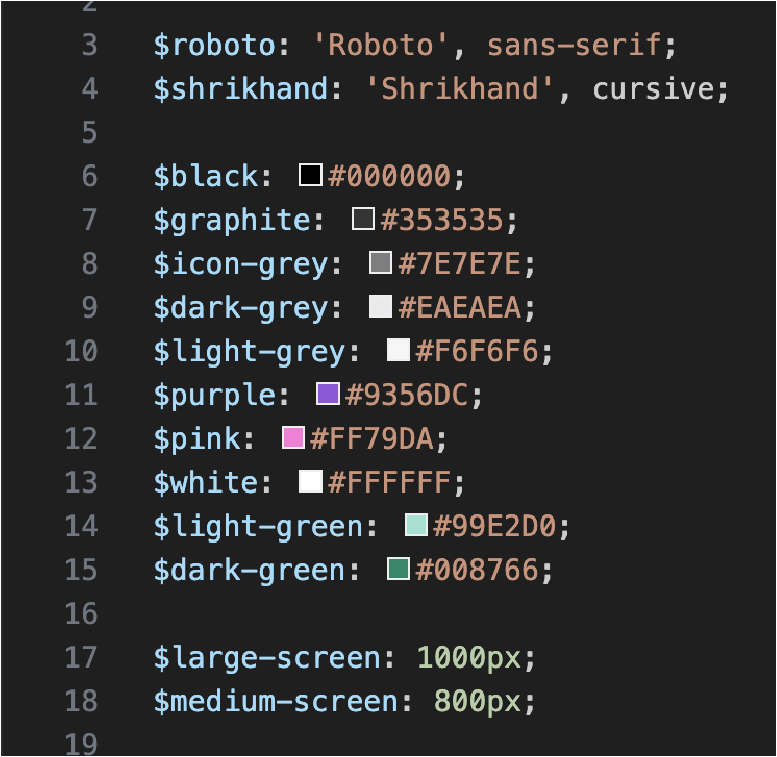 2
3 $roboto: 'Roboto', sans-serif;
4 $shrikhand: 'Shrikhand', cursive;
5
6 $black: #000000;
7 $graphite: #353535;
8 $icon-grey: #7E7E7E;
9 $dark-grey: #EAEAEA;
10 $light-grey: #F6F6F6;
11 $purple: #9356DC;
12 $pink: #FF79DA;
13 $white: #FFFFFF;
14 $light-green: #99E2D0;
15 $dark-green: #008766;
16
17 $large-screen: 1000px;
18 $medium-screen: 800px;
19